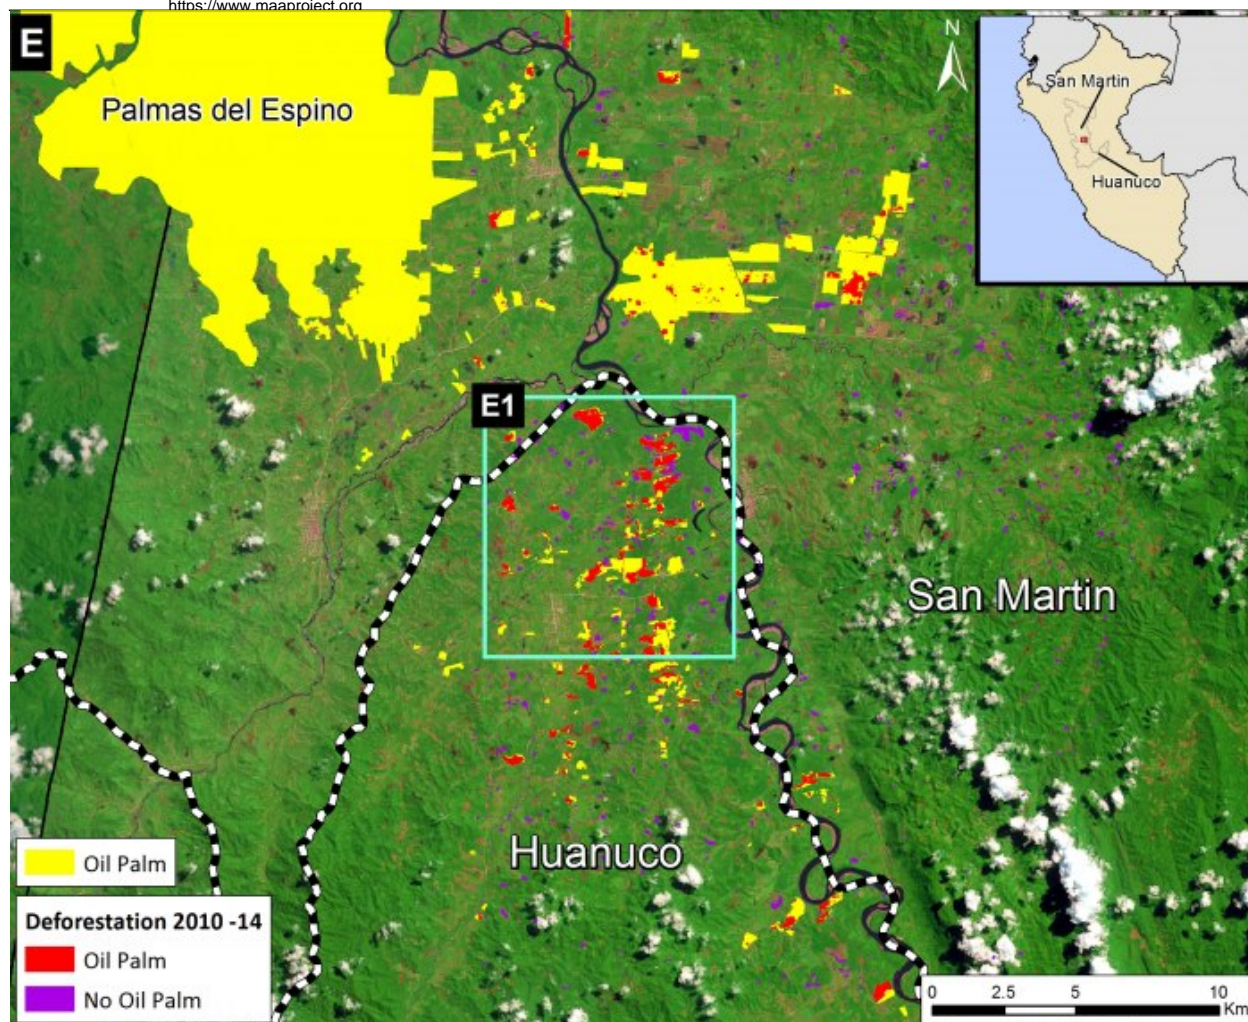 https://www.maaproject.org
E
Palmas del Espino
N
San Martin
Huanuco
E1
San Martin
Huanuco
Oil Palm
Deforestation 2010 -14
Oil Palm
No Oil Palm
0 2.5 5 10
Km